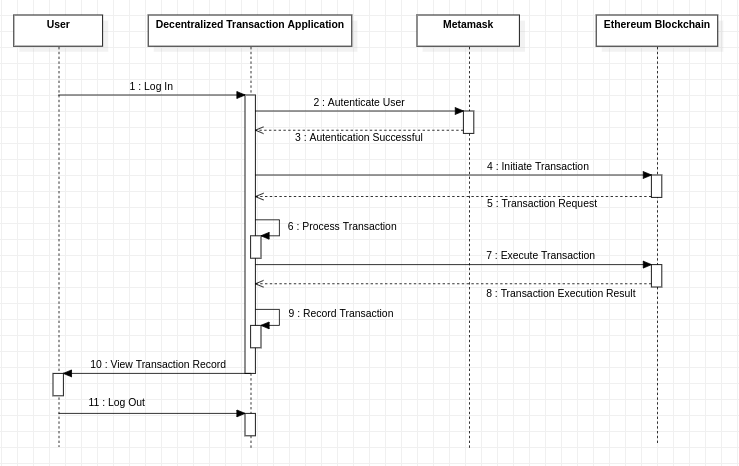 User
Decentralized Transaction Application
Metamask
Ethereum Blockchain
1 : Log In
2 : Autenticate User
3 : Autentication Successful
4 : Initiate Transaction
5 : Transaction Request
6 : Process Transaction
7 : Execute Transaction
8 : Transaction Execution Result
9 : Record Transaction
10 : View Transaction Record
11 : Log Out